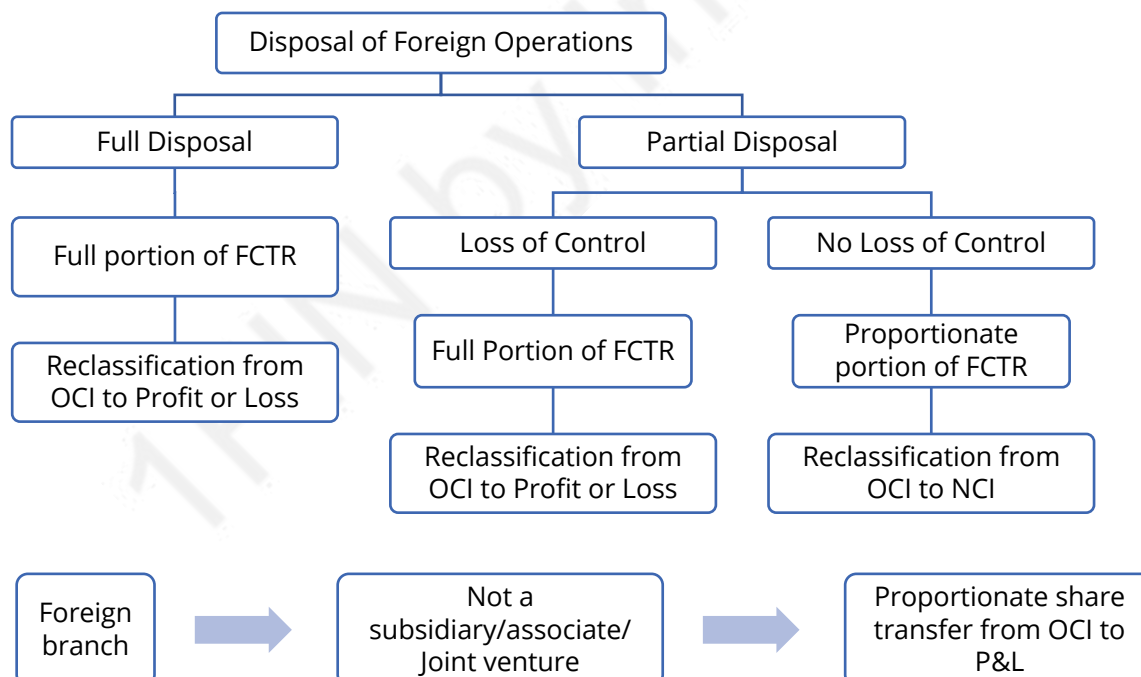 Disposal of Foreign Operations
Full Disposal
Partial Disposal
Full portion of FCTR
Loss of Control
No Loss of Control
Reclassification from
OCI to Profit or Loss
Full Portion of FCTR
Proportionate
portion of FCTR
Reclassification from
OCI to Profit or Loss
Reclassification from
OCI to NCI
Foreign
branch
Not a
subsidiary/associate/
Joint venture
Proportionate share
transfer from OCI to
P&L